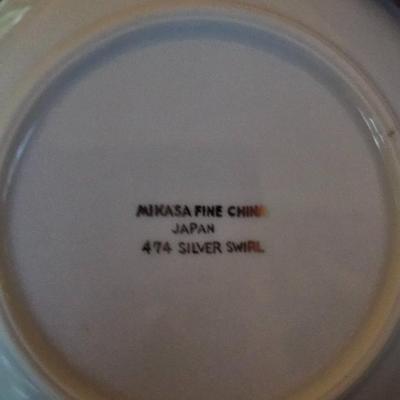 MIKASA FINE CHINA
JAPAN
474 SILVER SWIRL